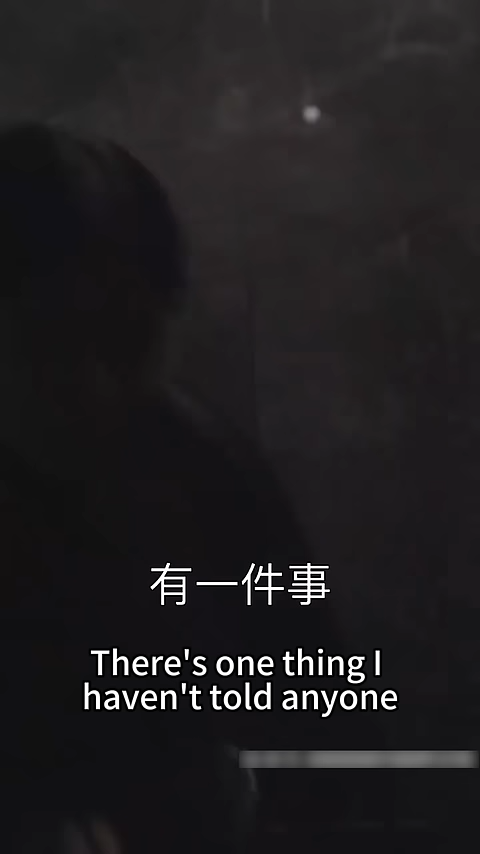 有一件事
There's one thing I
haven't told anyone